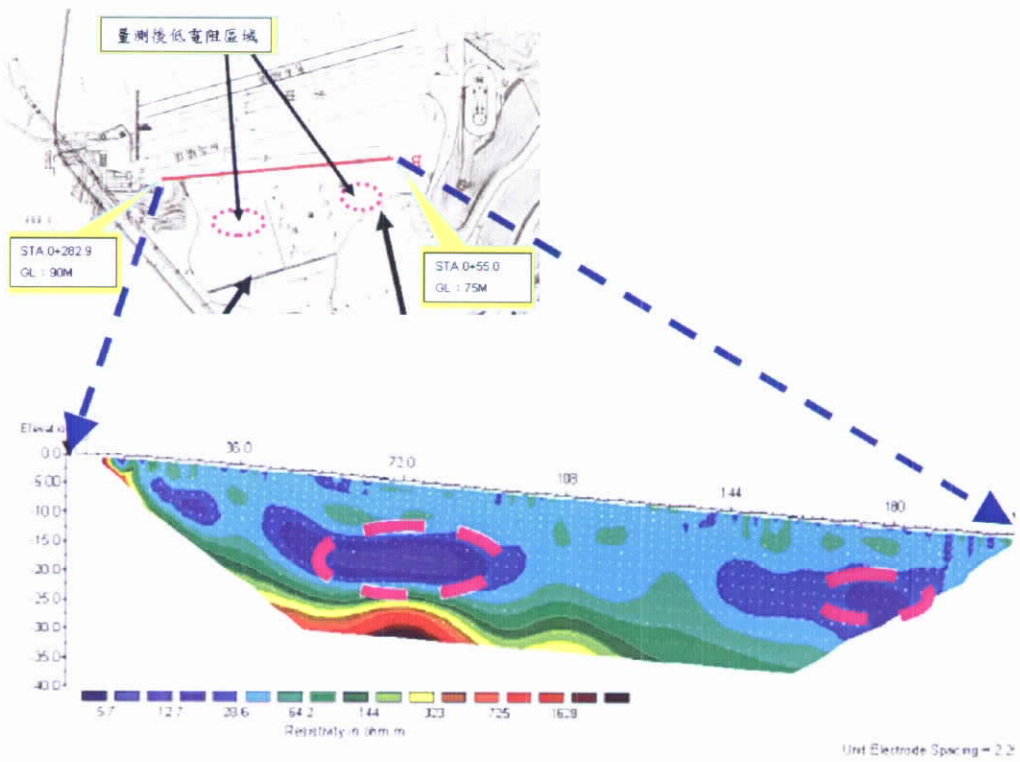 量測後低電阻區域
B
STA.0+282.9
GL：90M
STA.0+55.0
GL：75M
0.0
5.00
-10.0
-15.0
-20.0
-25.0
-30.0
-35.0
-40.0
36.0
72.0
108
144
180
5.7 12.7 28.6 64.2 144 323 725 1628
Resistivity in ohm.m
Unit Electrode Spacing =